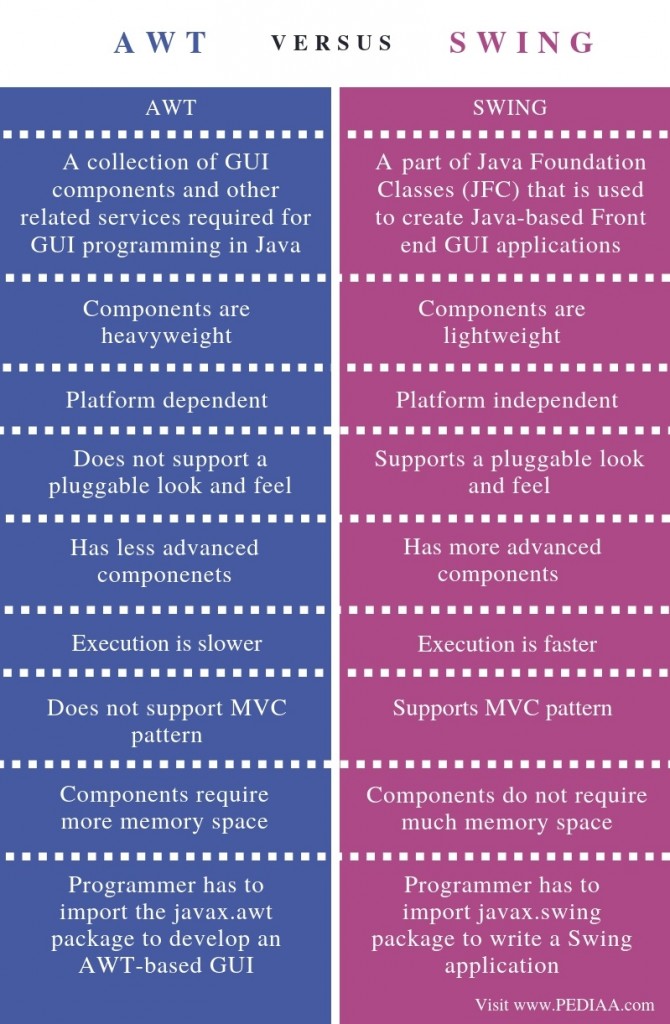 AWT VERSUS SWING
AWT
A collection of GUI
components and other
related services required for
GUI programming in Java
Components are
heavyweight
Platform dependent
Does not support a
pluggable look and feel
Has less advanced
componenets
Execution is slower
Does not support MVC
pattern
Components require
more memory space
Programmer has to
import the javax.awt
package to develop an
AWT-based GUI
SWING
A part of Java Foundation
Classes (JFC) that is used
to create Java-based Front
end GUI applications
Components are
lightweight
Platform independent
Supports a pluggable look
and feel
Has more advanced
components
Execution is faster
Supports MVC pattern
Components do not require
much memory space
Programmer has to
import javax.swing
package to write a Swing
application
Visit www.PEDIAA.com